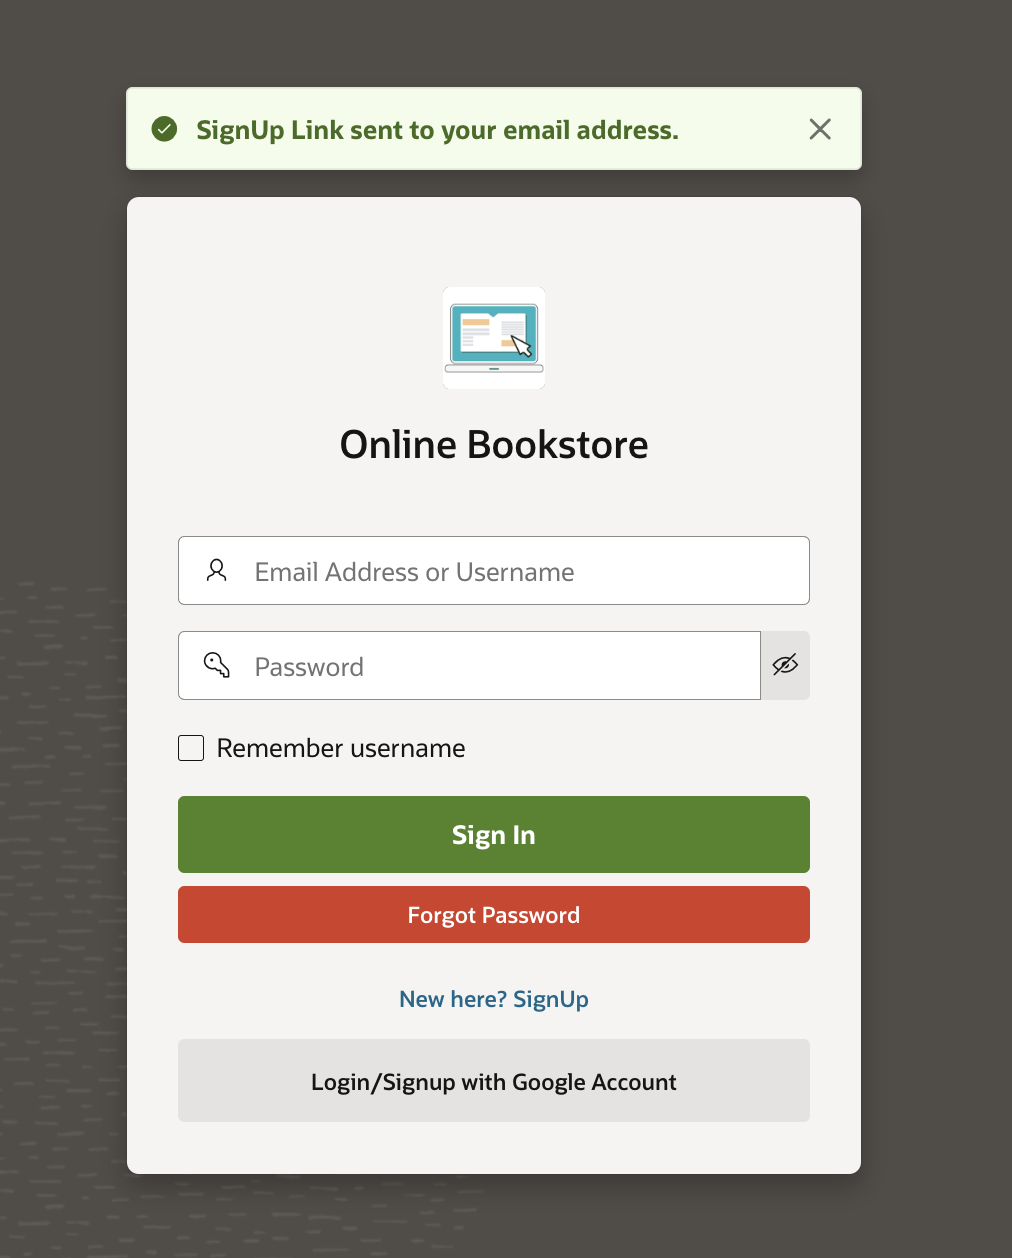 SignUp Link sent to your email address.
Online Bookstore
Email Address or Username
Password
Remember username
Sign In
Forgot Password
New here? SignUp
Login/Signup with Google Account